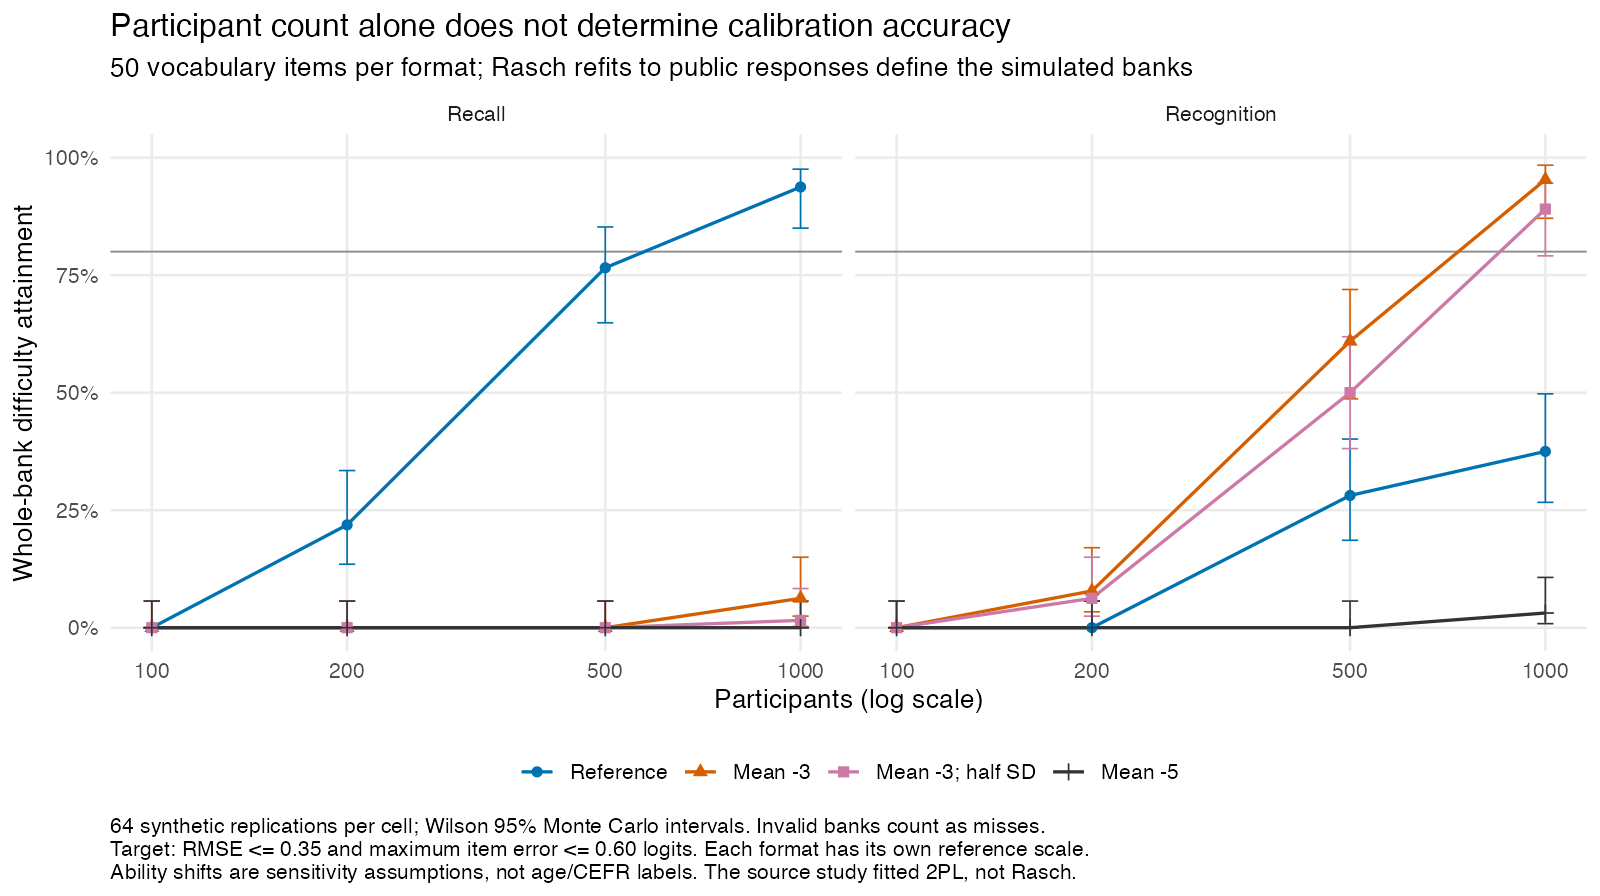 Participant count alone does not determine calibration accuracy
50 vocabulary items per format; Rasch refits to public responses define the simulated banks
Recall
Recognition
Whole-bank difficulty attainment
100%
75%
50%
25%
0%
100 200 500 1000
100 200 500 1000
Participants (log scale)
Reference Mean -3 Mean -3; half SD Mean -5
64 synthetic replications per cell; Wilson 95% Monte Carlo intervals. Invalid banks count as misses.
Target: RMSE <= 0.35 and maximum item error <= 0.60 logits. Each format has its own reference scale.
Ability shifts are sensitivity assumptions, not age/CEFR labels. The source study fitted 2PL, not Rasch.